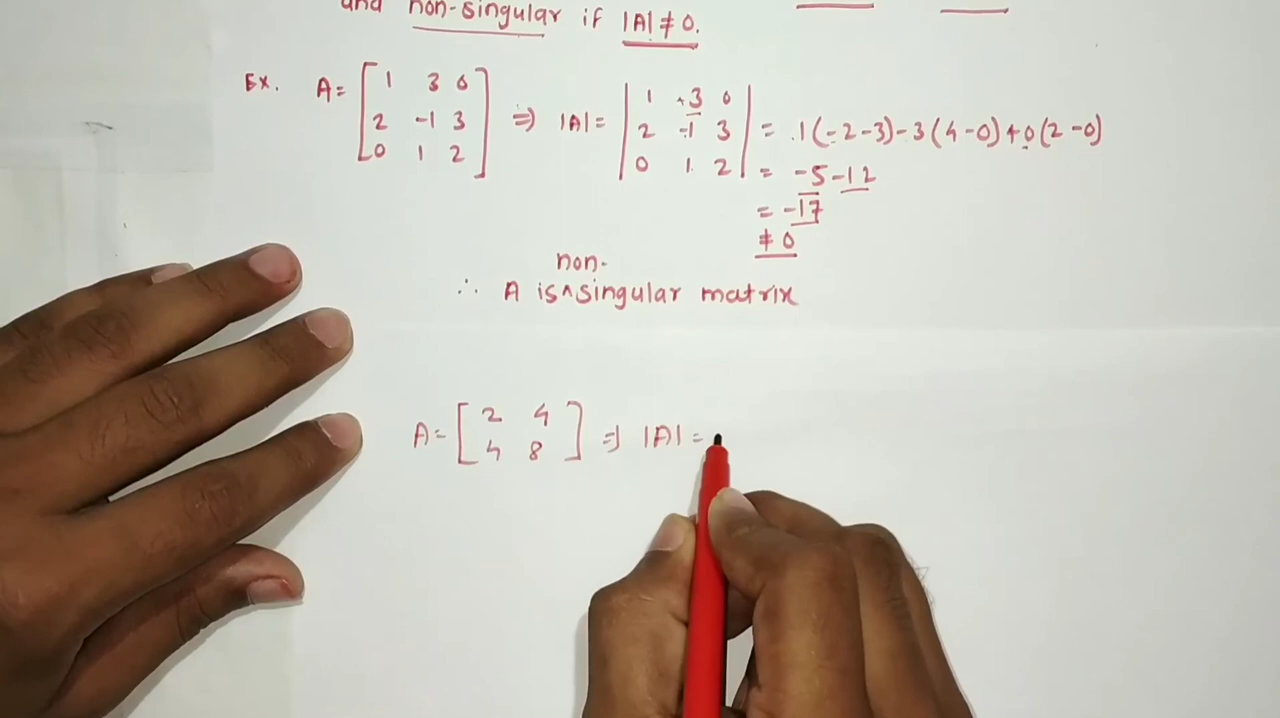 and non-singular if |A| ≠ 0.
Ex. A = [ 1 3 0 ⇒ |A| = | 1 +3 0 | = 1(-2-3)-3(4-0)+0(2-0)
2 -1 3 2 -1 3
0 1 2 ] 0 1 2 = -5-12
= -17
≠ 0
non-
∴ A is ^ singular matrix
A = [ 2 4 ] ⇒ |A| =
4 8